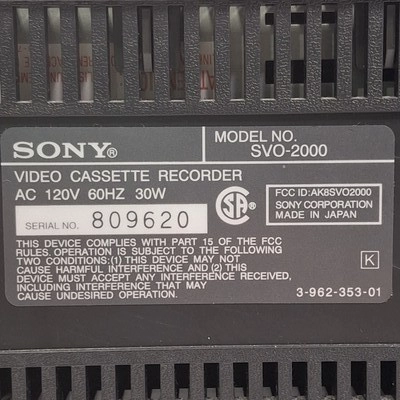 SONY®
MODEL NO.
SVO-2000
VIDEO CASSETTE RECORDER
AC 120V 60HZ 30W
SERIAL NO. 809620
SA®
FCC ID:AK8SVO2000
SONY CORPORATION
MADE IN JAPAN
THIS DEVICE COMPLIES WITH PART 15 OF THE FCC
RULES. OPERATION IS SUBJECT TO THE FOLLOWING
TWO CONDITIONS:(1) THIS DEVICE MAY NOT
CAUSE HARMFUL INTERFERENCE AND (2) THIS
DEVICE MUST ACCEPT ANY INTERFERENCE RECEIVED,
INCLUDING INTERFERENCE THAT MAY
CAUSE UNDESIRED OPERATION.
K
3-962-353-01